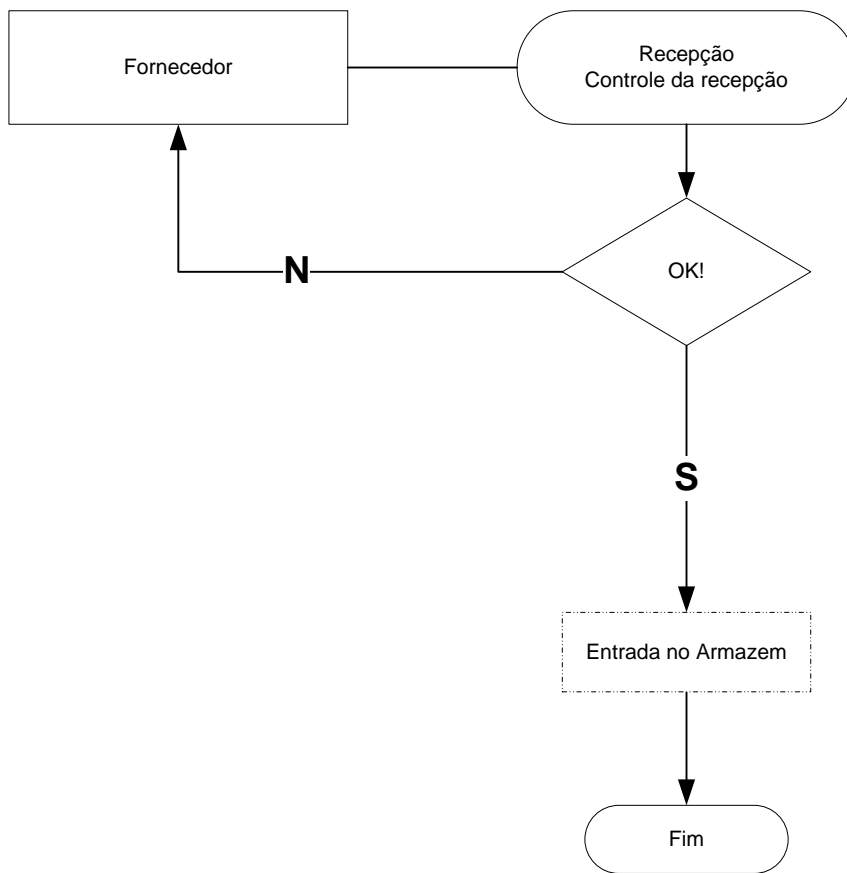 Fornecedor
Recepção
Controle da recepção
OK!
N
S
Entrada no Armazem
Fim